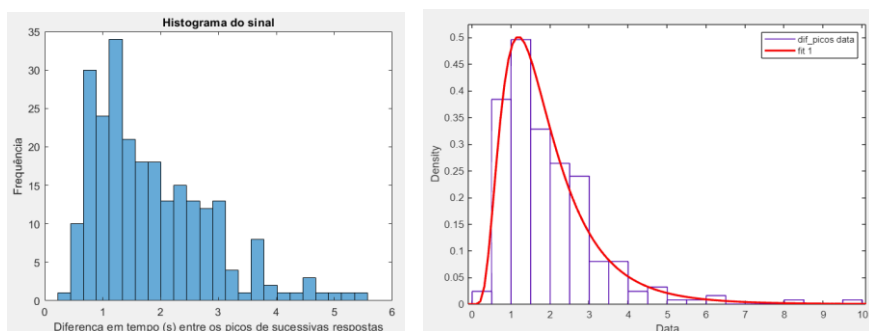 Histograma do sinal
35
30
25
20
15
10
5
0
Frequência
0 1 2 3 4 5 6
Diferença em tempo (s) entre os picos de sucessivas respostas
0.5
0.45
0.4
0.35
0.3
0.25
0.2
0.15
0.1
0.05
0
Density
dif_picos data
fit 1
0 1 2 3 4 5 6 7 8 9 10
Data